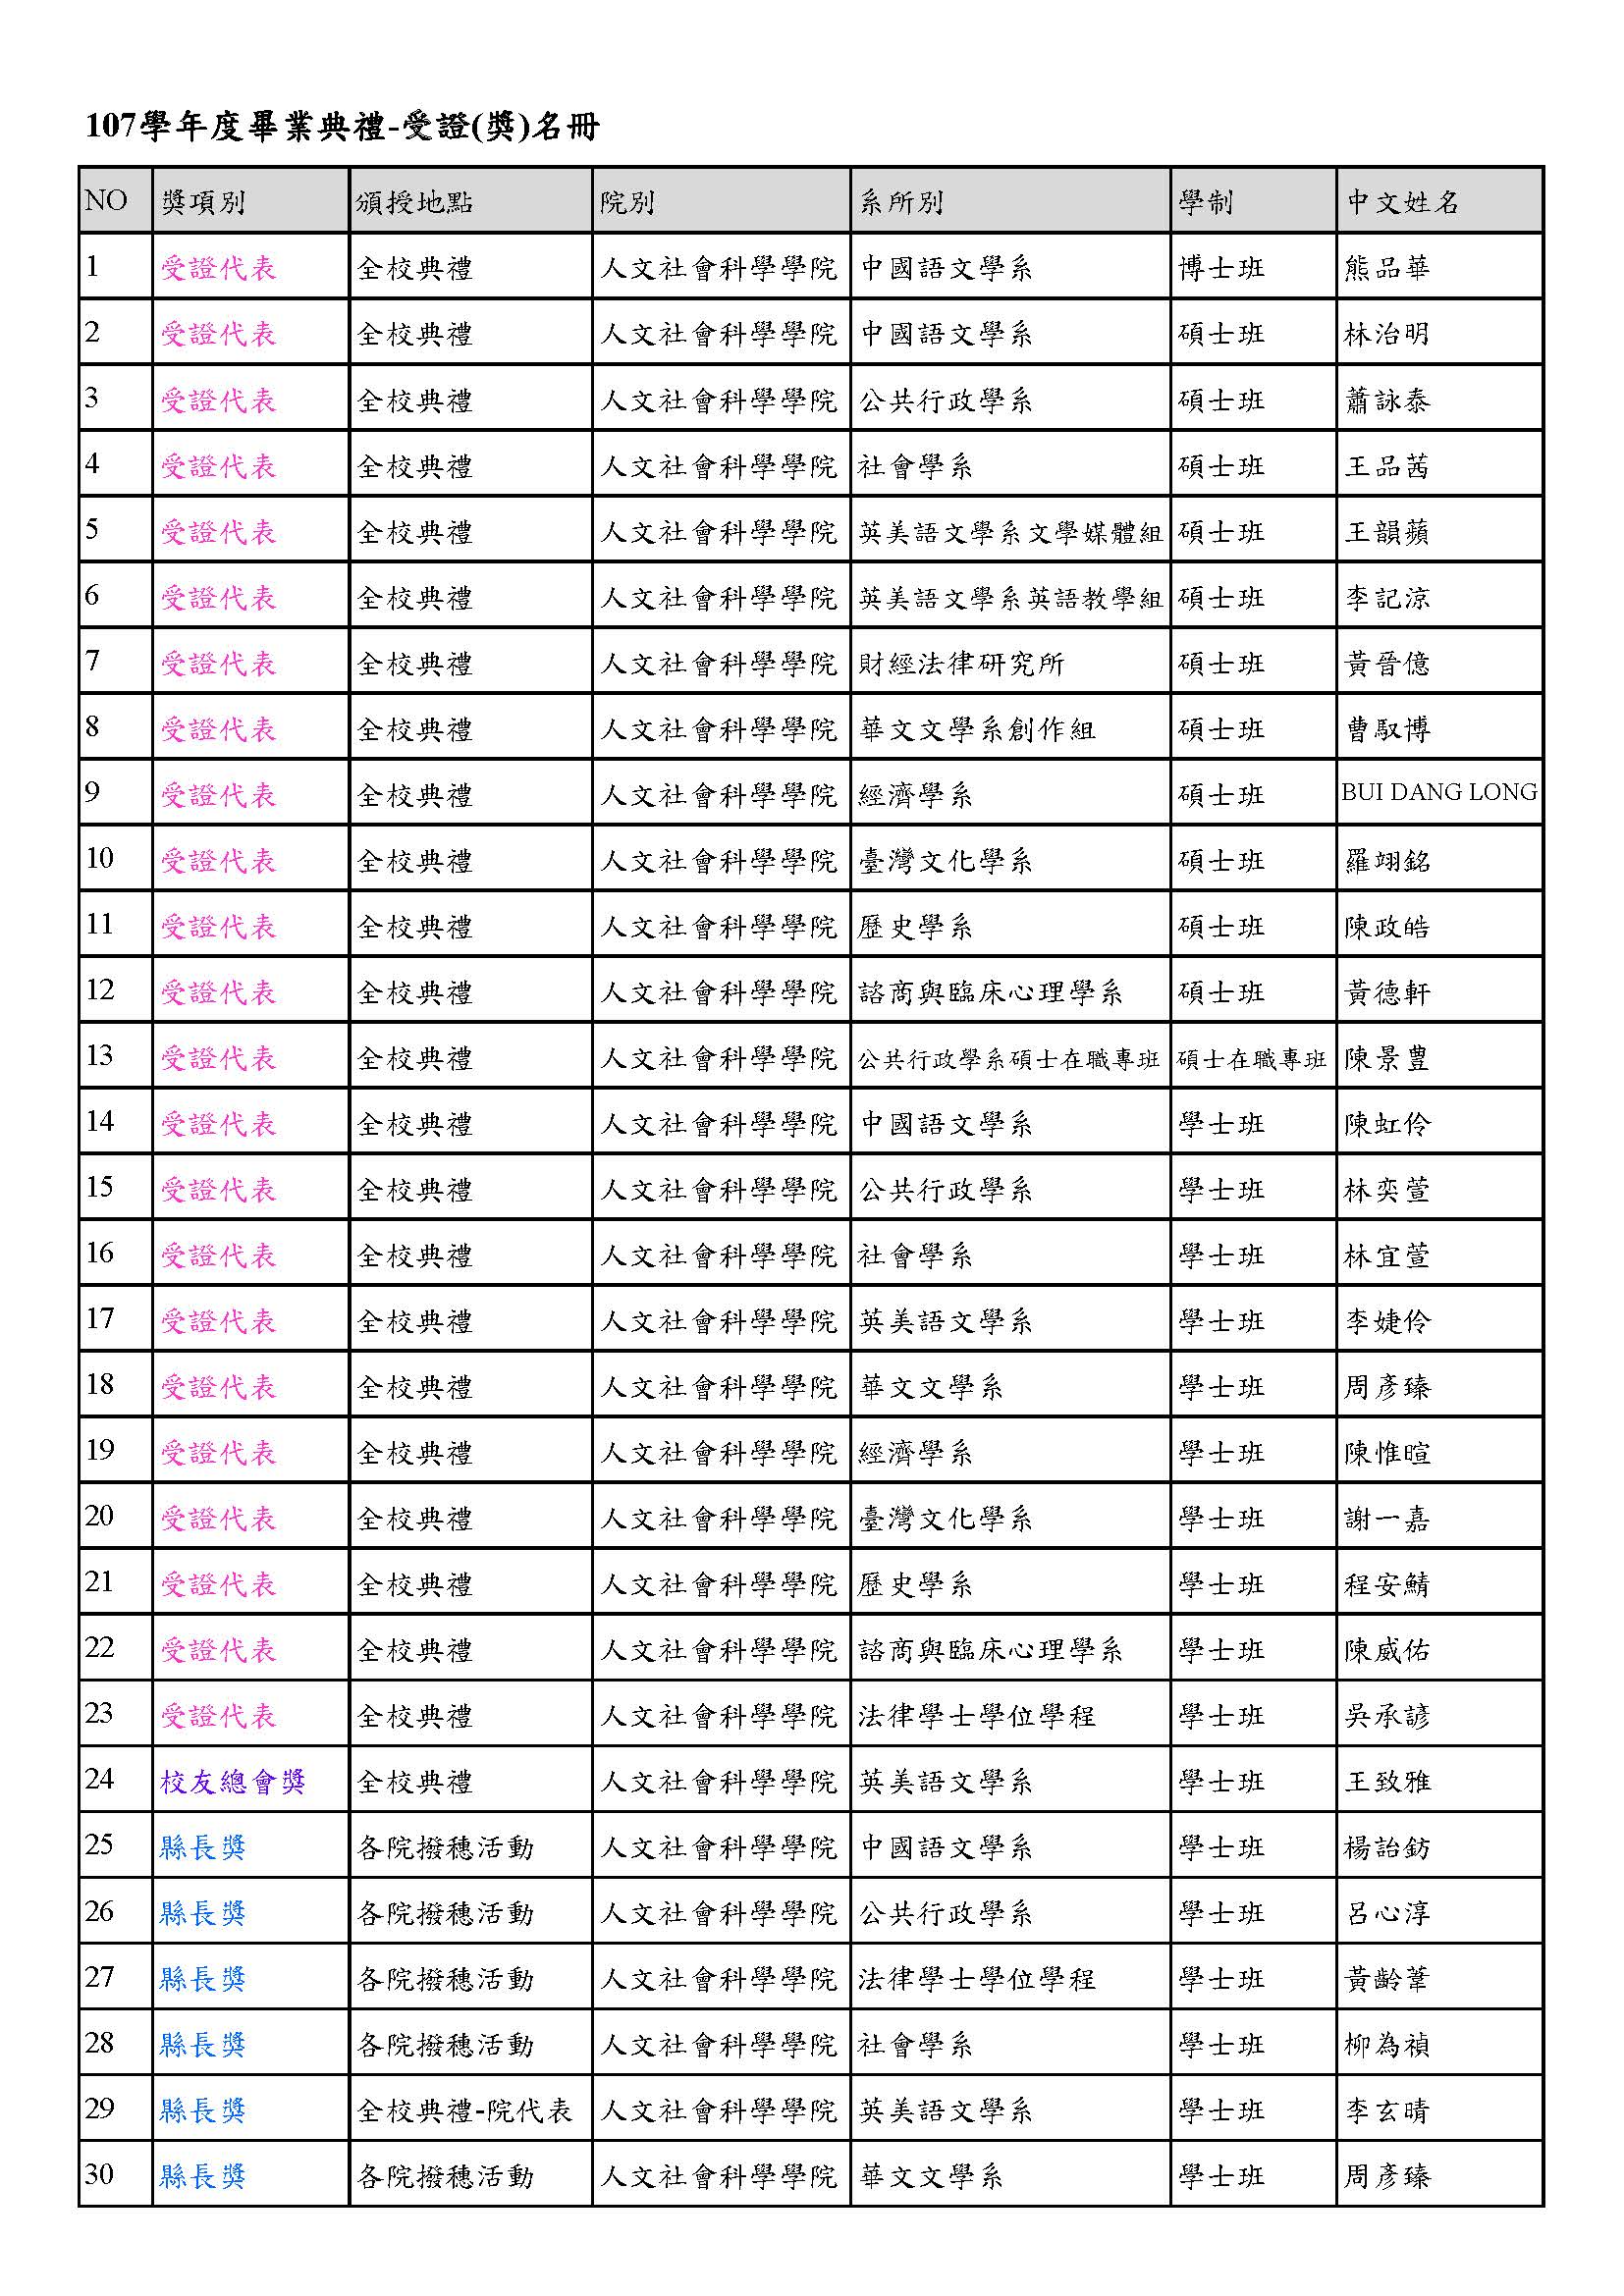 107學年度畢業典禮-受證(獎)名冊
NO 獎項別 頒授地點 院別 系所別 學制 中文姓名
1 受證代表 全校典禮 人文社會科學學院 中國語文學系 博士班 熊品華
2 受證代表 全校典禮 人文社會科學學院 中國語文學系 碩士班 林治明
3 受證代表 全校典禮 人文社會科學學院 公共行政學系 碩士班 蕭詠泰
4 受證代表 全校典禮 人文社會科學學院 社會學系 碩士班 王品茜
5 受證代表 全校典禮 人文社會科學學院 英美語文學系文學媒體組 碩士班 王韻蘋
6 受證代表 全校典禮 人文社會科學學院 英美語文學系英語教學組 碩士班 李記涼
7 受證代表 全校典禮 人文社會科學學院 財經法律研究所 碩士班 黃晉億
8 受證代表 全校典禮 人文社會科學學院 華文文學系創作組 碩士班 曹馭博
9 受證代表 全校典禮 人文社會科學學院 經濟學系 碩士班 BUI DANG LONG
10 受證代表 全校典禮 人文社會科學學院 臺灣文化學系 碩士班 羅翊銘
11 受證代表 全校典禮 人文社會科學學院 歷史學系 碩士班 陳政皓
12 受證代表 全校典禮 人文社會科學學院 諮商與臨床心理學系 碩士班 黃德軒
13 受證代表 全校典禮 人文社會科學學院 公共行政學系碩士在職專班 碩士在職專班 陳景豊
14 受證代表 全校典禮 人文社會科學學院 中國語文學系 學士班 陳虹伶
15 受證代表 全校典禮 人文社會科學學院 公共行政學系 學士班 林奕萱
16 受證代表 全校典禮 人文社會科學學院 社會學系 學士班 林宜萱
17 受證代表 全校典禮 人文社會科學學院 英美語文學系 學士班 李婕伶
18 受證代表 全校典禮 人文社會科學學院 華文文學系 學士班 周彥臻
19 受證代表 全校典禮 人文社會科學學院 經濟學系 學士班 陳惟暄
20 受證代表 全校典禮 人文社會科學學院 臺灣文化學系 學士班 謝一嘉
21 受證代表 全校典禮 人文社會科學學院 歷史學系 學士班 程安鯖
22 受證代表 全校典禮 人文社會科學學院 諮商與臨床心理學系 學士班 陳威佑
23 受證代表 全校典禮 人文社會科學學院 法律學士學位學程 學士班 吳承諺
24 校友總會獎 全校典禮 人文社會科學學院 英美語文學系 學士班 王致雅
25 縣長獎 各院撥穗活動 人文社會科學學院 中國語文學系 學士班 楊詒鈁
26 縣長獎 各院撥穗活動 人文社會科學學院 公共行政學系 學士班 呂心淳
27 縣長獎 各院撥穗活動 人文社會科學學院 法律學士學位學程 學士班 黃齡葦
28 縣長獎 各院撥穗活動 人文社會科學學院 社會學系 學士班 柳為禎
29 縣長獎 全校典禮-院代表 人文社會科學學院 英美語文學系 學士班 李玄晴
30 縣長獎 各院撥穗活動 人文社會科學學院 華文文學系 學士班 周彥臻